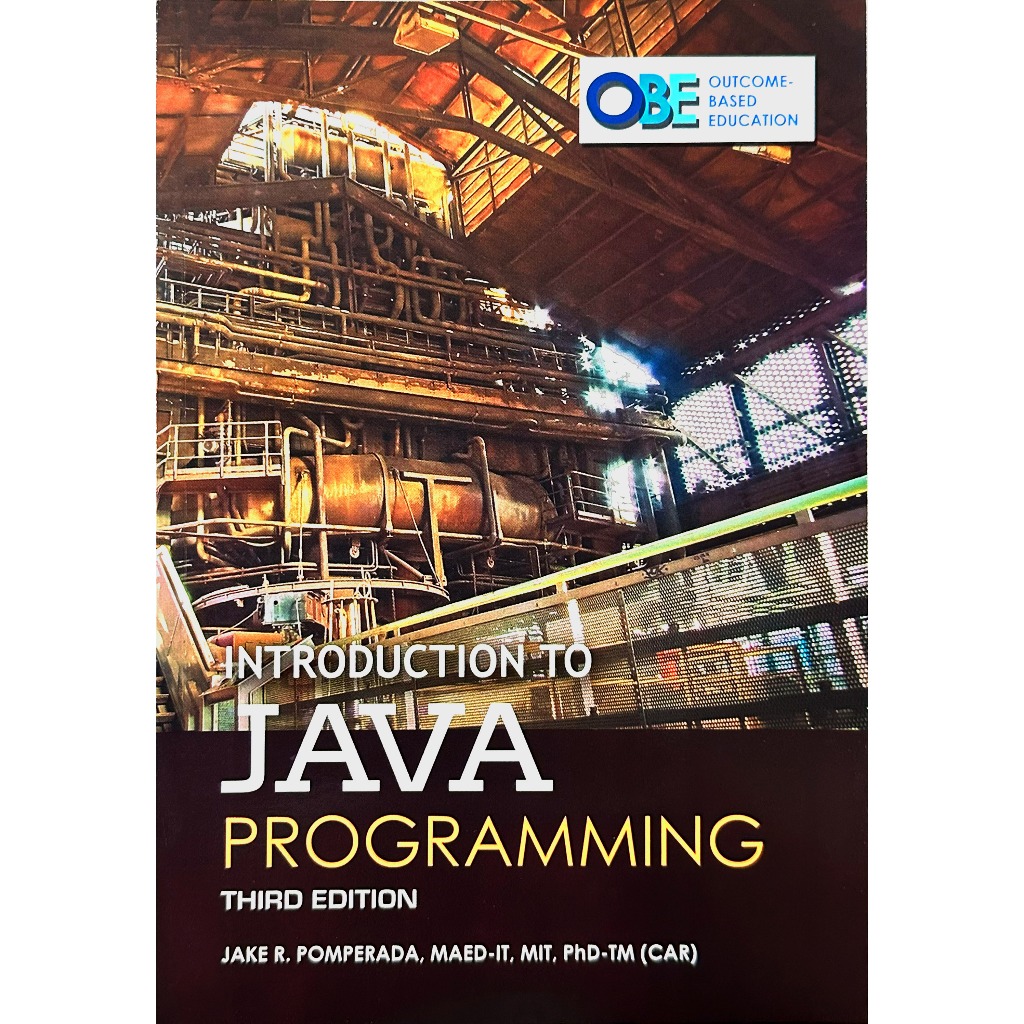 OBE
OUTCOME-
BASED
EDUCATION
INTRODUCTION TO
JAVA
PROGRAMMING
THIRD EDITION
JAKE R. POMPERADA, MAED-IT, MIT, PhD-TM (CAR)